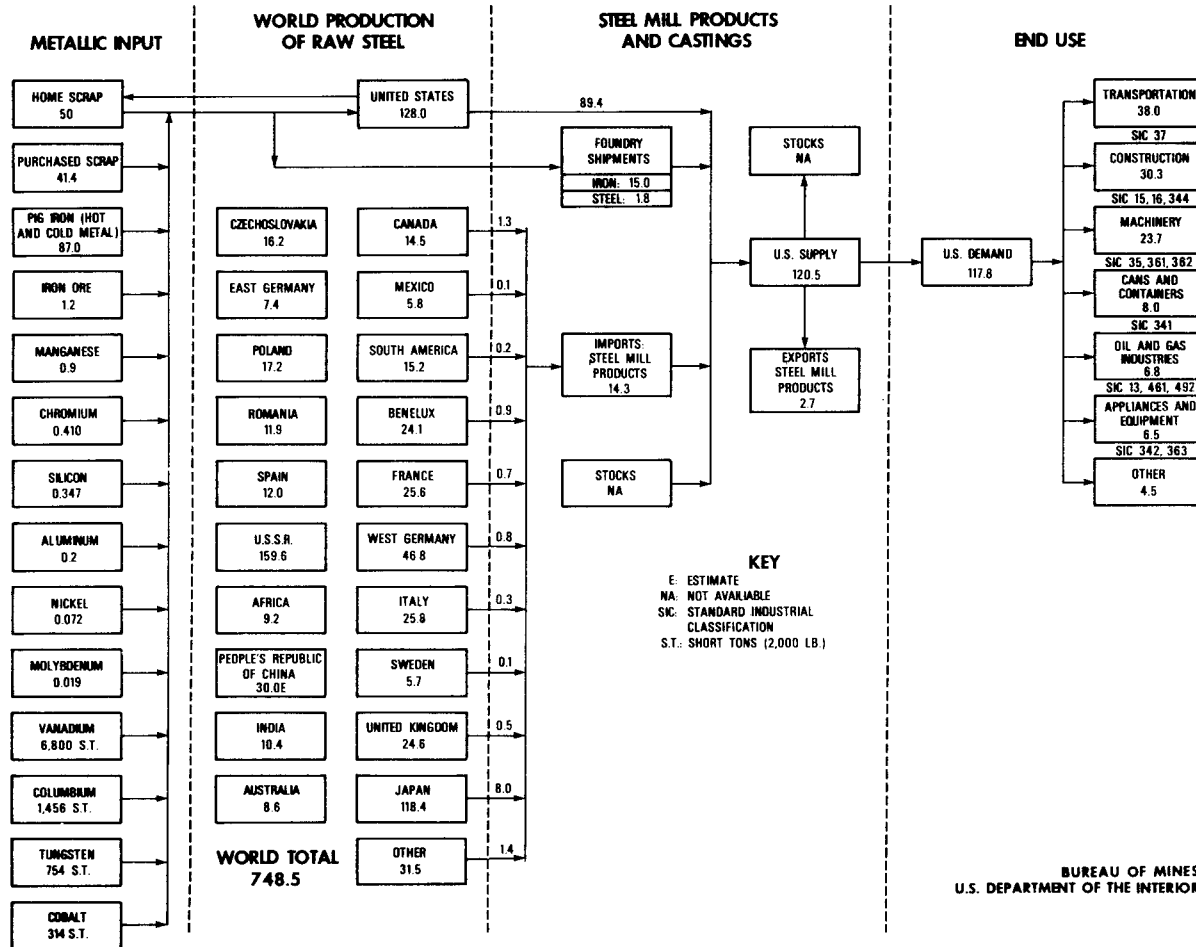 METALLIC INPUT
HOME SCRAP
50
PURCHASED SCRAP
41.4
PIG IRON (HOT
AND COLD METAL)
87.0
IRON ORE
1.2
MANGANESE
0.9
CHROMIUM
0.410
SILICON
0.347
ALUMINUM
0.2
NICKEL
0.072
MOLYBDENUM
0.019
VANADIUM
6,800 S.T.
COLUMBIUM
1,456 S.T.
TUNGSTEN
754 S.T.
COBALT
314 S.T.
WORLD PRODUCTION
OF RAW STEEL
UNITED STATES
128.0
CZECHOSLOVAKIA
16.2
EAST GERMANY
7.4
POLAND
17.2
ROMANIA
11.9
SPAIN
12.0
U.S.S.R.
159.6
AFRICA
9.2
PEOPLE'S REPUBLIC
OF CHINA
30.0E
INDIA
10.4
AUSTRALIA
8.6
WORLD TOTAL
748.5
CANADA
14.5
MEXICO
5.8
SOUTH AMERICA
15.2
BENELUX
24.1
FRANCE
25.6
WEST GERMANY
46.8
ITALY
25.8
SWEDEN
5.7
UNITED KINGDOM
24.6
JAPAN
118.4
OTHER
31.5
STEEL MILL PRODUCTS
AND CASTINGS
89.4
1.3
0.1
0.2
0.9
0.7
0.8
0.3
0.1
0.5
8.0
1.4
FOUNDRY
SHIPMENTS
IRON: 15.0
STEEL: 1.8
IMPORTS:
STEEL MILL
PRODUCTS
14.3
STOCKS
NA
STOCKS
NA
U.S. SUPPLY
120.5
EXPORTS
STEEL MILL
PRODUCTS
2.7
KEY
E: ESTIMATE
NA: NOT AVAILABLE
SIC: STANDARD INDUSTRIAL
CLASSIFICATION
S.T.: SHORT TONS (2,000 LB.)
END USE
U.S. DEMAND
117.8
TRANSPORTATION
38.0
SIC 37
CONSTRUCTION
30.3
SIC 15, 16, 344
MACHINERY
23.7
SIC 35, 361, 362
CANS AND
CONTAINERS
8.0
SIC 341
OIL AND GAS
INDUSTRIES
6.8
SIC 13, 461, 492
APPLIANCES AND
EQUIPMENT
6.5
SIC 342, 363
OTHER
4.5
BUREAU OF MINES
U.S. DEPARTMENT OF THE INTERIOR